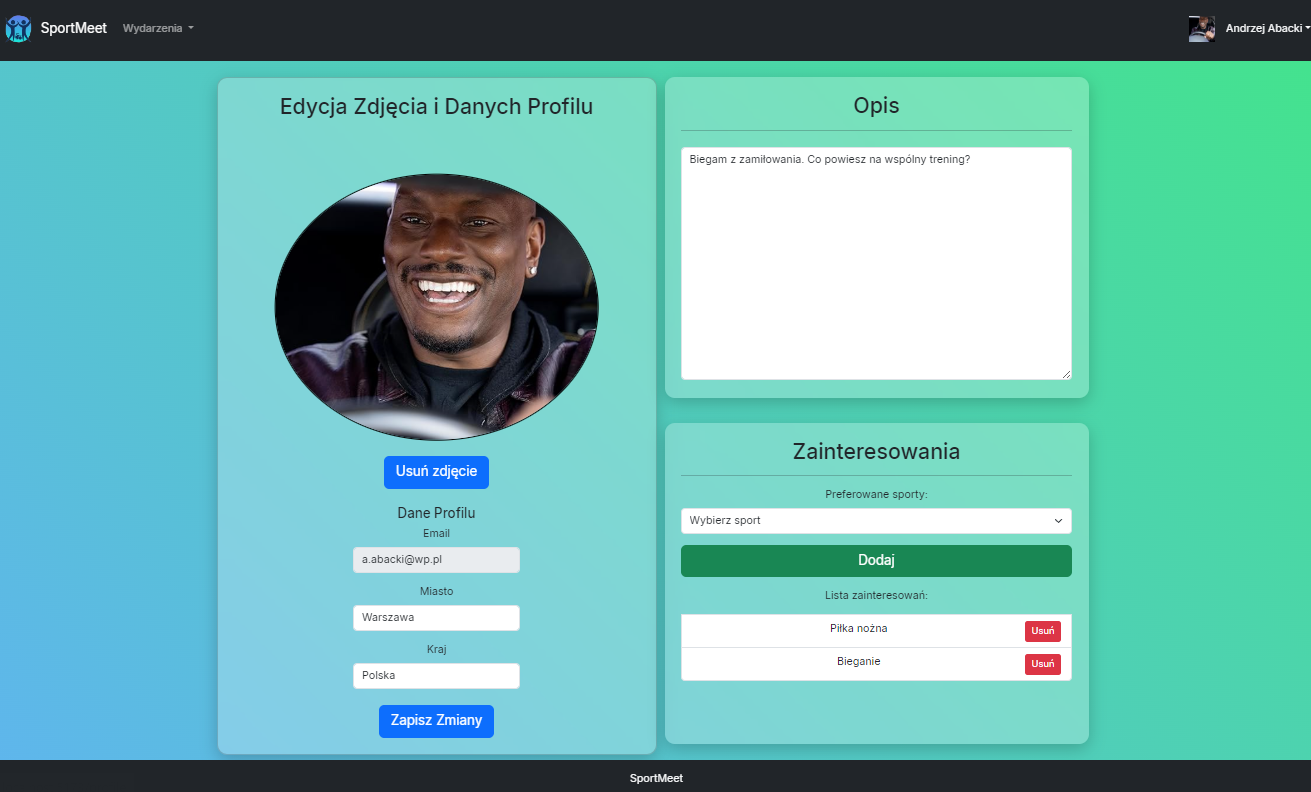 SportMeet
Wydarzenia
Andrzej Abacki
Edycja Zdjęcia i Danych Profilu
Usuń zdjęcie
Dane Profilu
Email
a.abacki@wp.pl
Miasto
Warszawa
Kraj
Polska
Zapisz Zmiany
Opis
Biegam z zamiłowania. Co powiesz na wspólny trening?
Zainteresowania
Preferowane sporty:
Wybierz sport
Dodaj
Lista zainteresowań:
Piłka nożna
Usuń
Bieganie
Usuń
SportMeet